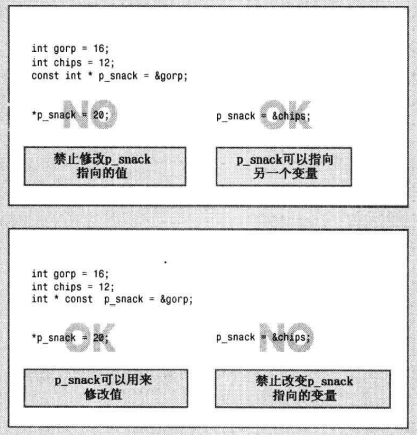 int gorp = 16;
int chips = 12;
const int * p_snack = &gorp;
*p_snack = 20;
NO
p_snack = &chips;
OK
禁止修改p_snack
指向的值
p_snack可以指向
另一个变量
int gorp = 16;
int chips = 12;
int * const p_snack = &gorp;
*p_snack = 20;
OK
p_snack = &chips;
NO
p_snack可以用来
修改值
禁止改变p_snack
指向的变量